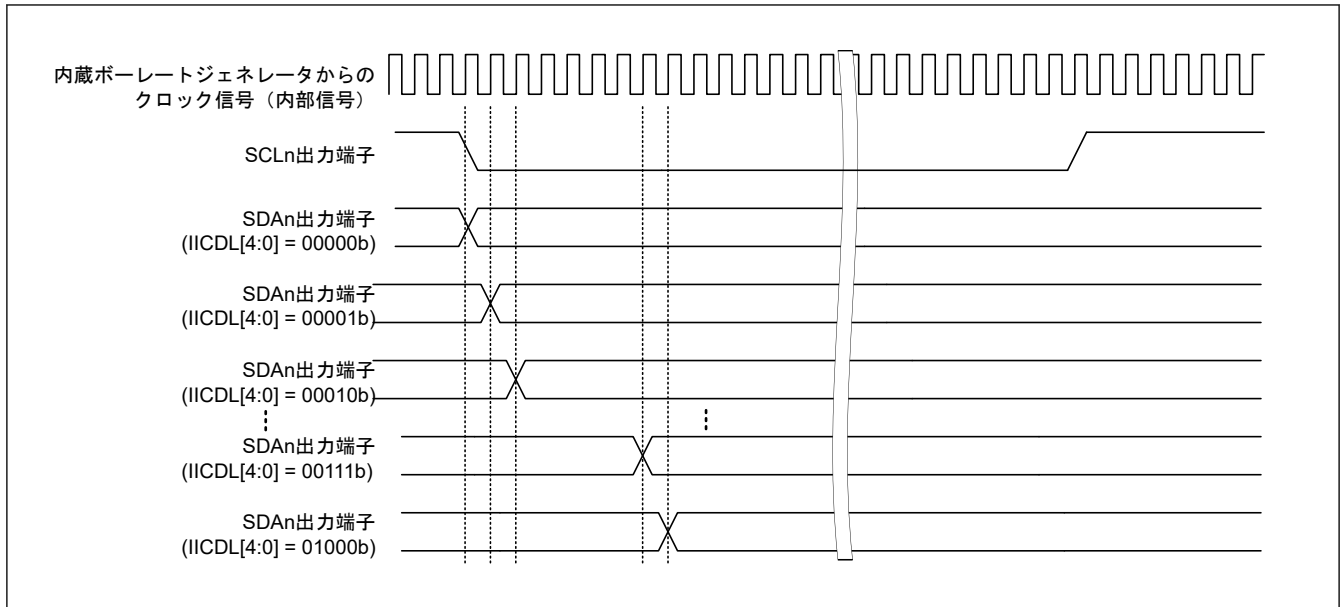 内蔵ボーレートジェネレータからの
クロック信号（内部信号）
SCLn出力端子
SDAn出力端子
(IICDL[4:0] = 00000b)
SDAn出力端子
(IICDL[4:0] = 00001b)
SDAn出力端子
(IICDL[4:0] = 00010b)
SDAn出力端子
(IICDL[4:0] = 00111b)
SDAn出力端子
(IICDL[4:0] = 01000b)